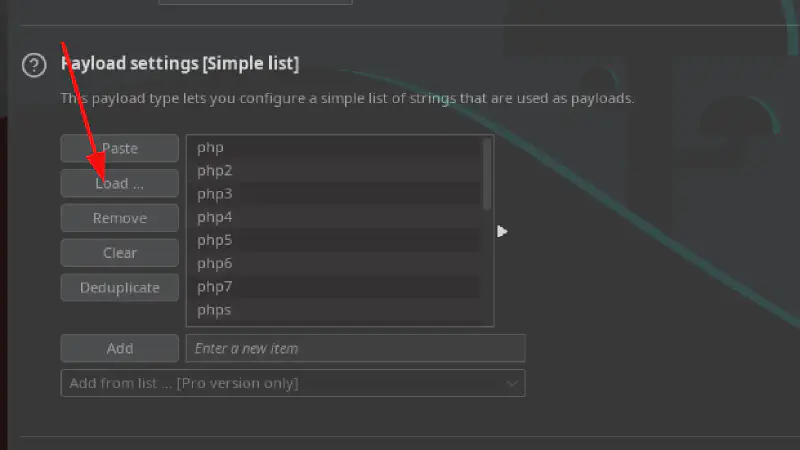 Payload settings [Simple list]
This payload type lets you configure a simple list of strings that are used as payloads.
Paste
Load ...
Remove
Clear
Deduplicate
php
php2
php3
php4
php5
php6
php7
phps
Add
Enter a new item
Add from list ... [Pro version only]